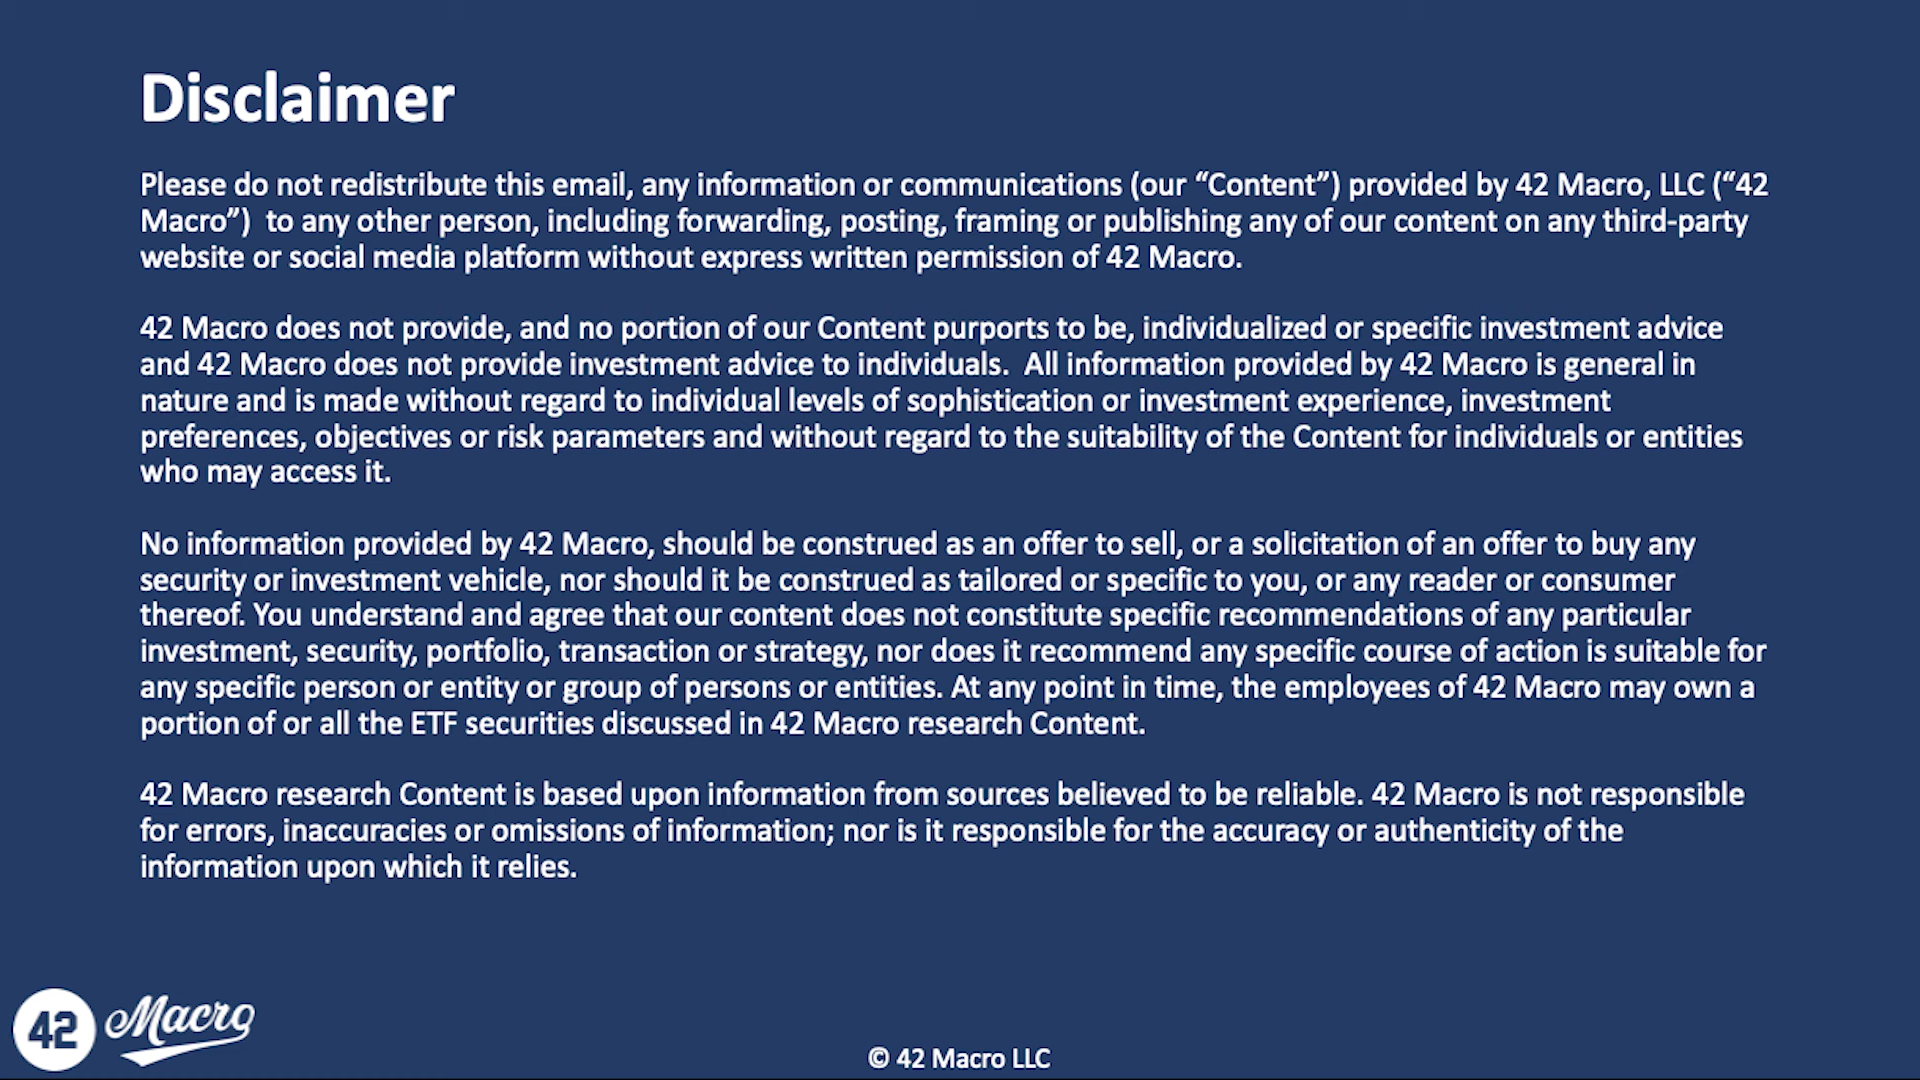 Disclaimer
Please do not redistribute this email, any information or communications (our “Content”) provided by 42 Macro, LLC (“42
Macro”)  to any other person, including forwarding, posting, framing or publishing any of our content on any third-party
website or social media platform without express written permission of 42 Macro.
42 Macro does not provide, and no portion of our Content purports to be, individualized or specific investment advice
and 42 Macro does not provide investment advice to individuals.  All information provided by 42 Macro is general in
nature and is made without regard to individual levels of sophistication or investment experience, investment
preferences, objectives or risk parameters and without regard to the suitability of the Content for individuals or entities
who may access it.
No information provided by 42 Macro, should be construed as an offer to sell, or a solicitation of an offer to buy any
security or investment vehicle, nor should it be construed as tailored or specific to you, or any reader or consumer
thereof. You understand and agree that our content does not constitute specific recommendations of any particular
investment, security, portfolio, transaction or strategy, nor does it recommend any specific course of action is suitable for
any specific person or entity or group of persons or entities. At any point in time, the employees of 42 Macro may own a
portion of or all the ETF securities discussed in 42 Macro research Content.
42 Macro research Content is based upon information from sources believed to be reliable. 42 Macro is not responsible
for errors, inaccuracies or omissions of information; nor is it responsible for the accuracy or authenticity of the
information upon which it relies.
42 Macro
© 42 Macro LLC